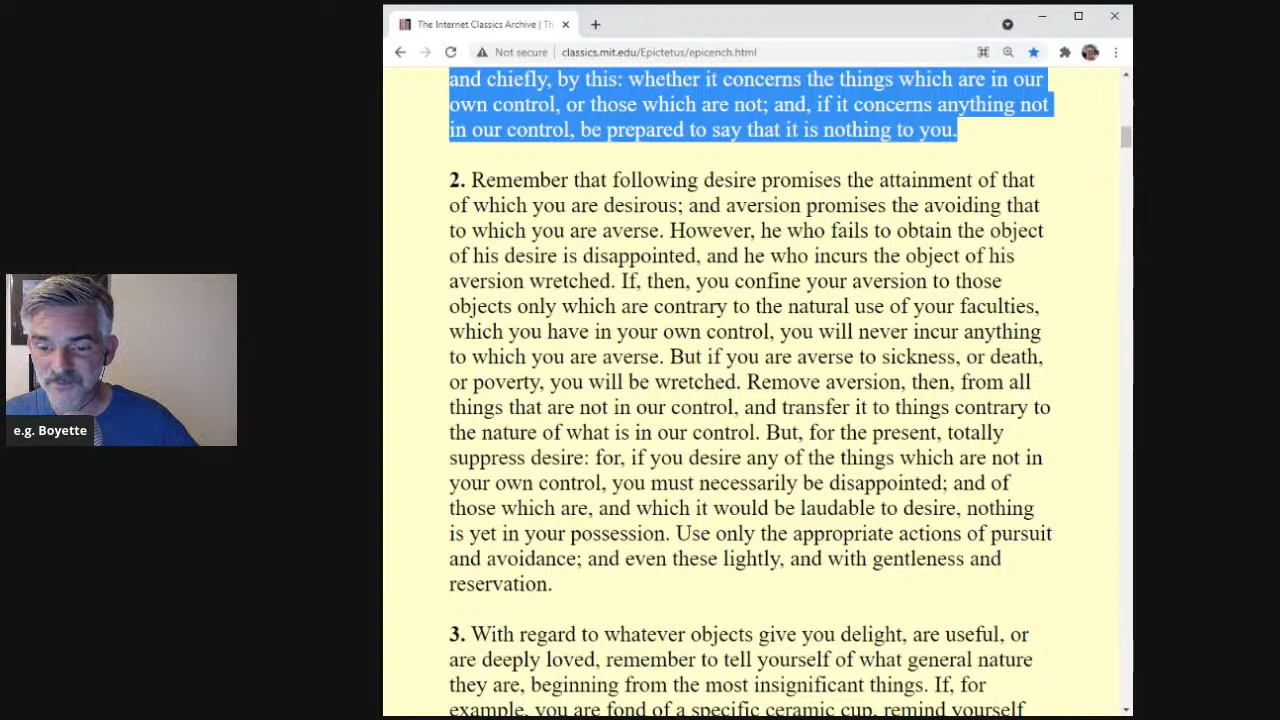 The Internet Classics Archive | Th
Not secure
classics.mit.edu/Epictetus/epicench.html
and chiefly, by this: whether it concerns the things which are in our
own control, or those which are not; and, if it concerns anything not
in our control, be prepared to say that it is nothing to you.
2. Remember that following desire promises the attainment of that
of which you are desirous; and aversion promises the avoiding that
to which you are averse. However, he who fails to obtain the object
of his desire is disappointed, and he who incurs the object of his
aversion wretched. If, then, you confine your aversion to those
objects only which are contrary to the natural use of your faculties,
which you have in your own control, you will never incur anything
to which you are averse. But if you are averse to sickness, or death,
or poverty, you will be wretched. Remove aversion, then, from all
things that are not in our control, and transfer it to things contrary to
the nature of what is in our control. But, for the present, totally
suppress desire: for, if you desire any of the things which are not in
your own control, you must necessarily be disappointed; and of
those which are, and which it would be laudable to desire, nothing
is yet in your possession. Use only the appropriate actions of pursuit
and avoidance; and even these lightly, and with gentleness and
reservation.
3. With regard to whatever objects give you delight, are useful, or
are deeply loved, remember to tell yourself of what general nature
they are, beginning from the most insignificant things. If, for
example, you are fond of a specific ceramic cup, remind yourself
e.g. Boyette